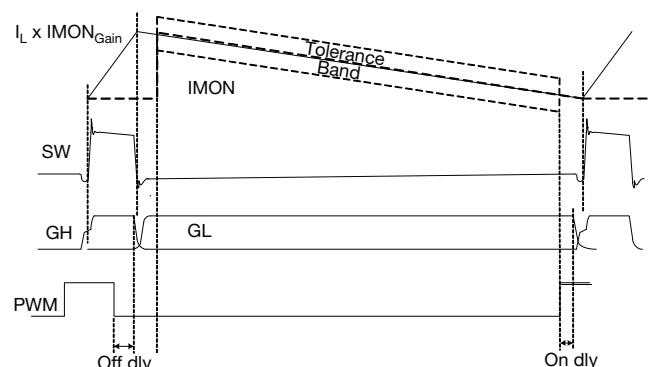 I_L x IMON_Gain
Tolerance
Band
IMON
SW
GH
GL
PWM
Off dly
On dly